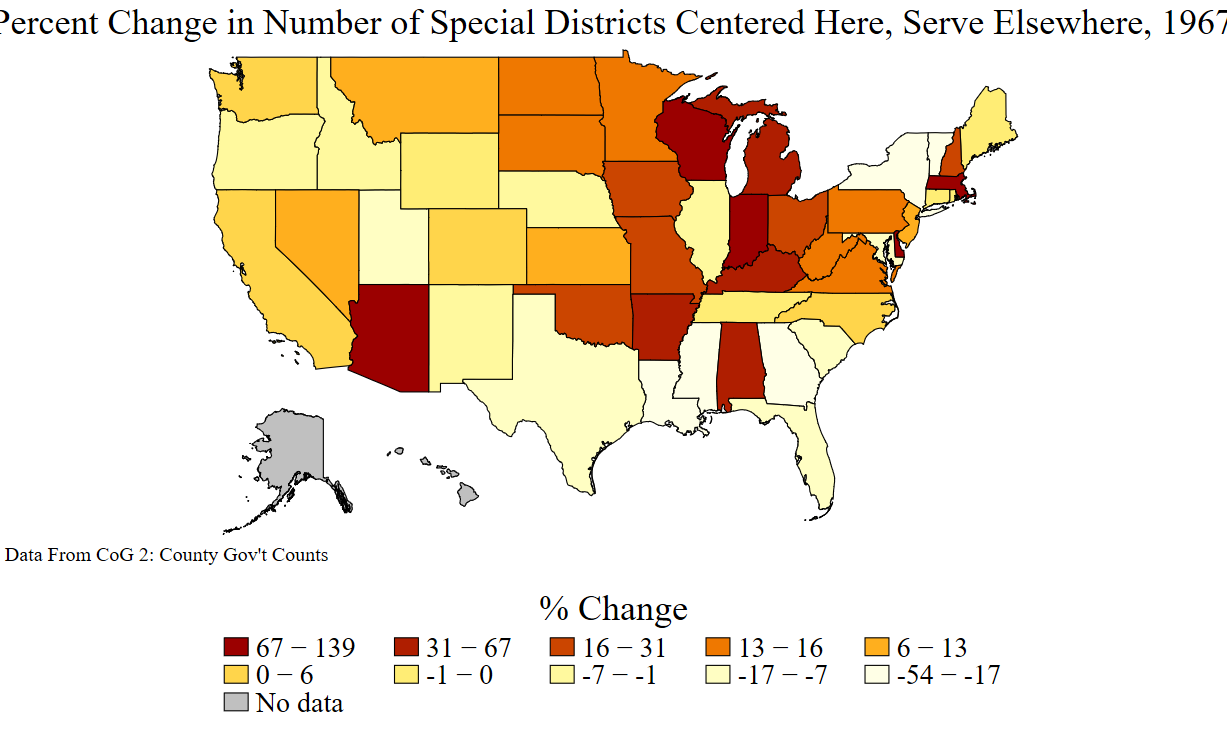 Percent Change in Number of Special Districts Centered Here, Serve Elsewhere, 1967
Data From CoG 2: County Gov't Counts
% Change
67 − 139 31 − 67 16 − 31 13 − 16 6 − 13
0 − 6 -1 − 0 -7 − -1 -17 − -7 -54 − -17
No data